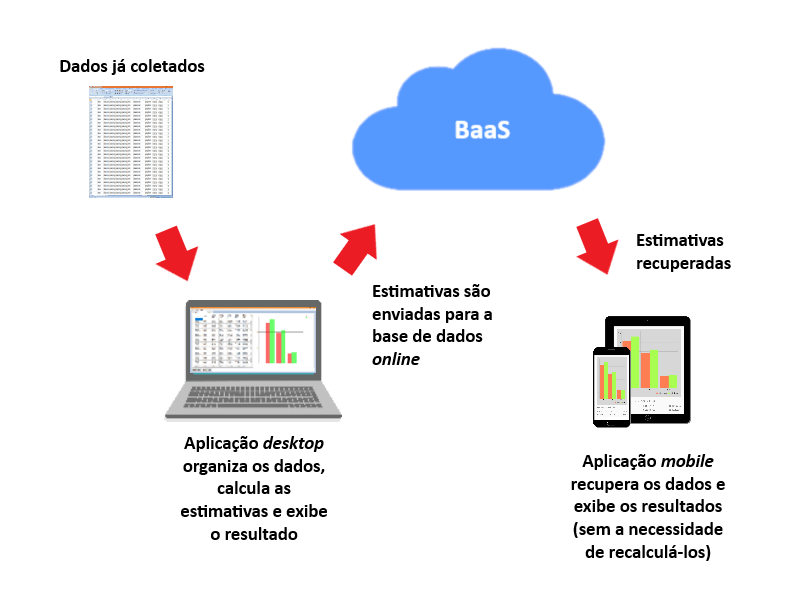 Dados já coletados
BaaS
Estimativas
recuperadas
Estimativas são
enviadas para a
base de dados
online
Aplicação desktop
organiza os dados,
calcula as
estimativas e exibe
o resultado
Aplicação mobile
recupera os dados e
exibe os resultados
(sem a necessidade
de recalculá-los)